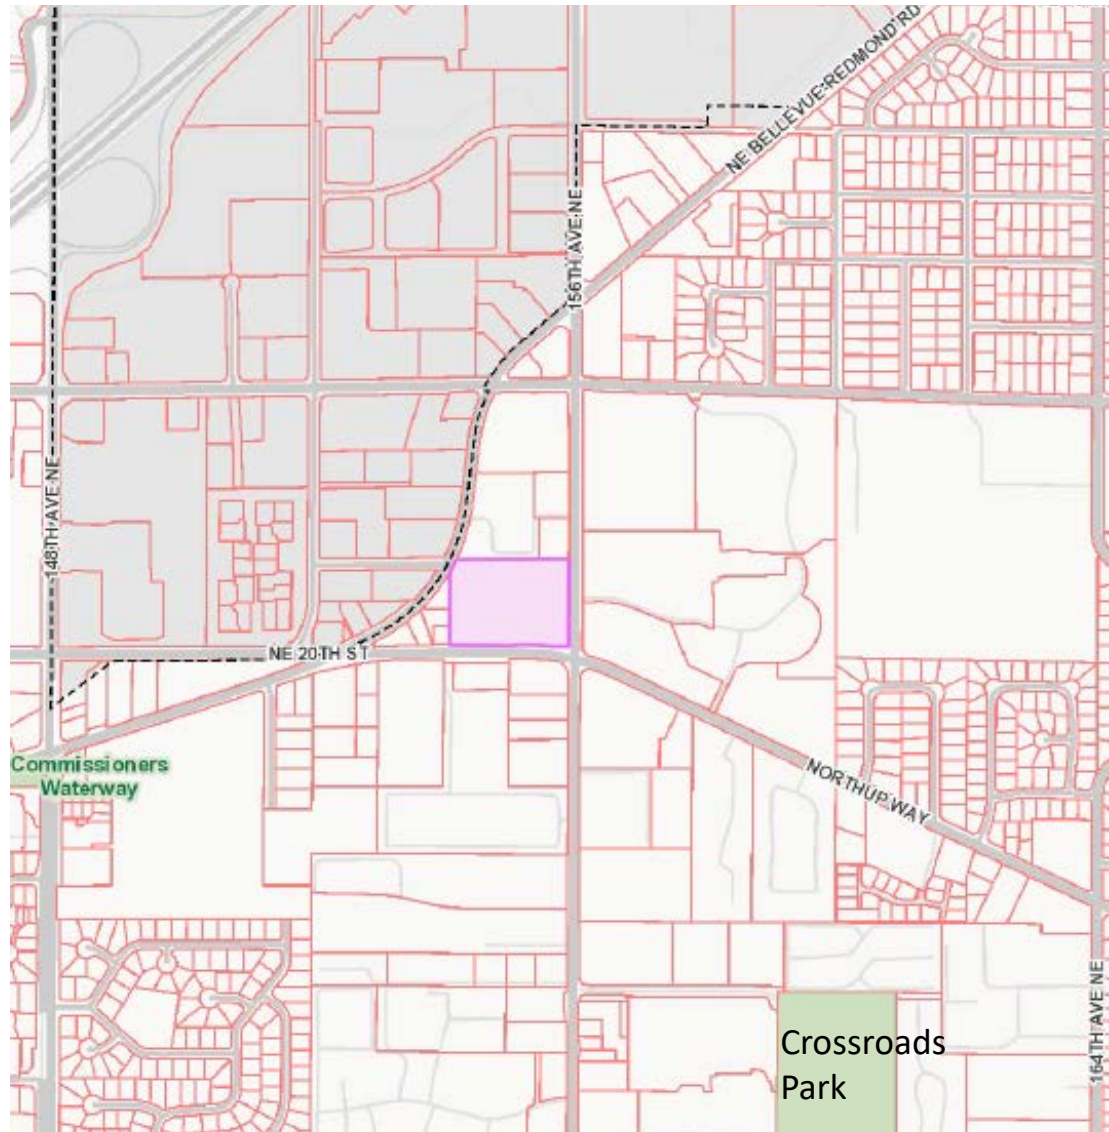 NE BELLEVUE-REDMOND RD
156TH AVE NE
148TH AVE NE
NE 20TH ST
Commissioners
Waterway
NORTHUP WAY
164TH AVE NE
Crossroads
Park